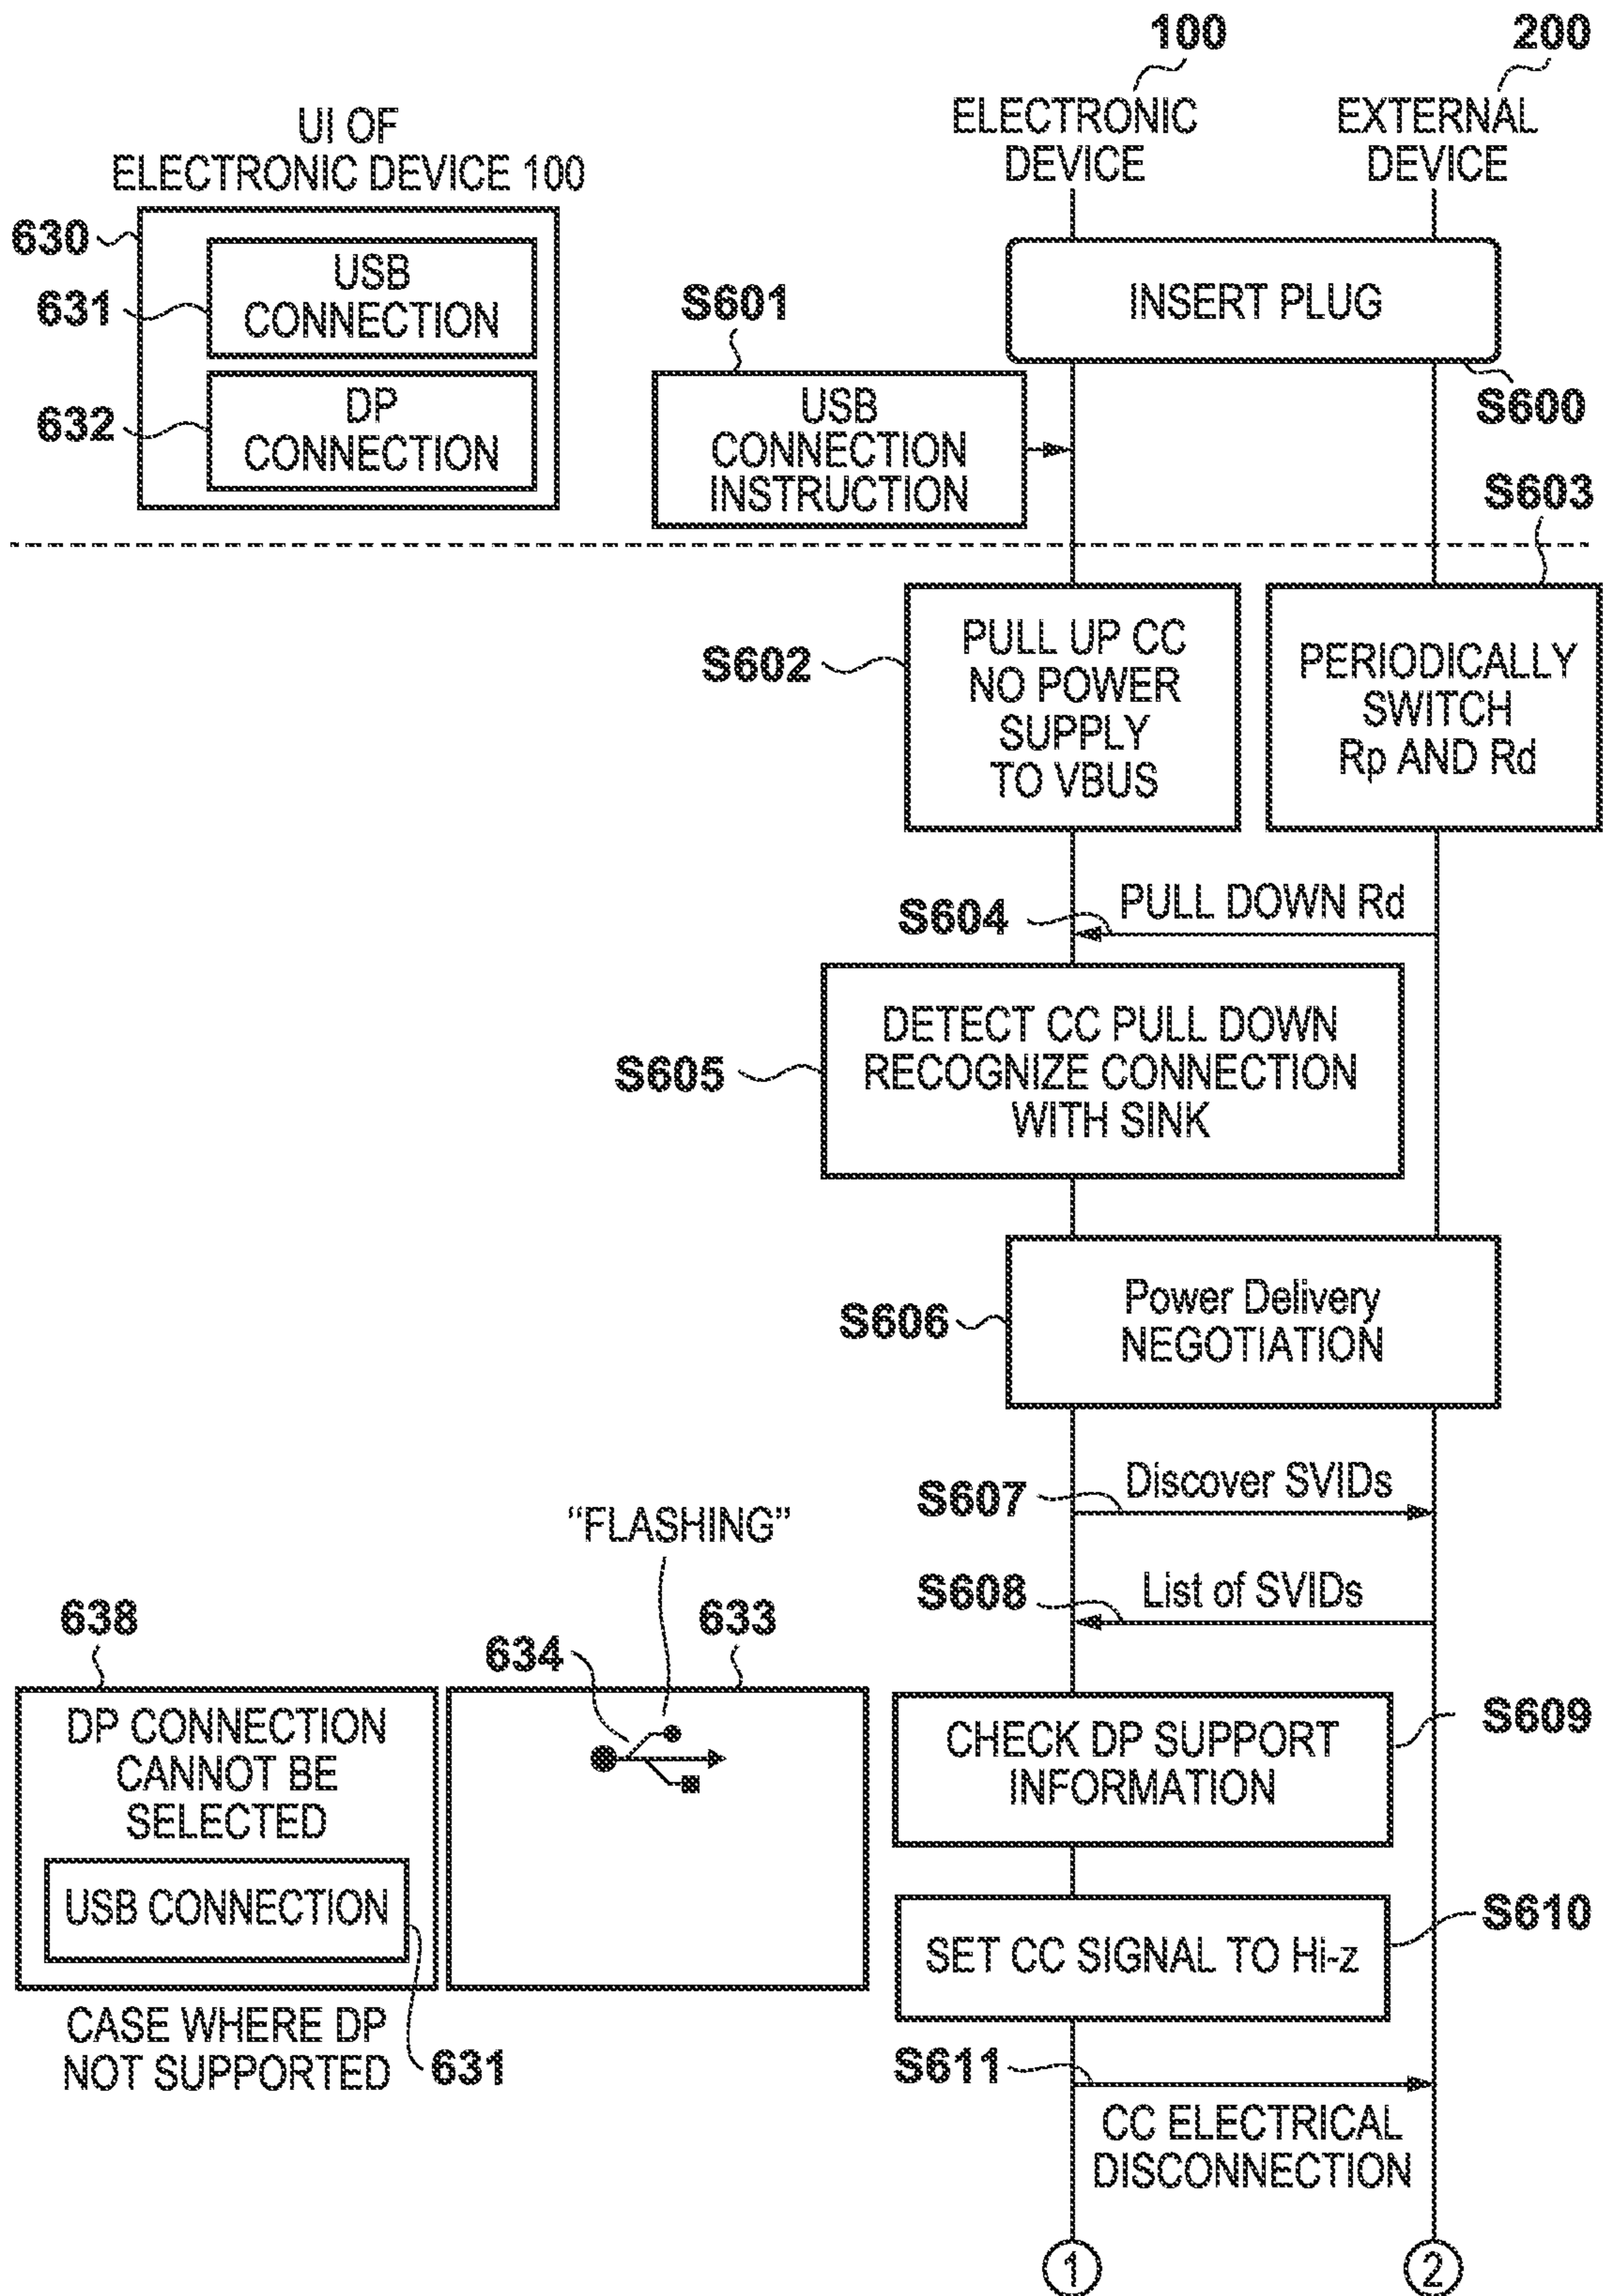 100
200
ELECTRONIC
DEVICE
EXTERNAL
DEVICE
UI OF
ELECTRONIC DEVICE 100
630
631
USB
CONNECTION
632
DP
CONNECTION
INSERT PLUG
S600
S601
USB
CONNECTION
INSTRUCTION
S603
S602
PULL UP CC
NO POWER
SUPPLY
TO VBUS
PERIODICALLY
SWITCH
Rp AND Rd
S604
PULL DOWN Rd
S605
DETECT CC PULL DOWN
RECOGNIZE CONNECTION
WITH SINK
S606
Power Delivery
NEGOTIATION
S607
Discover SVIDs
S608
List of SVIDs
"FLASHING"
638
634
633
DP CONNECTION
CANNOT BE
SELECTED
USB CONNECTION
CASE WHERE DP
NOT SUPPORTED
631
CHECK DP SUPPORT
INFORMATION
S609
SET CC SIGNAL TO Hi-z
S610
S611
CC ELECTRICAL
DISCONNECTION
1
2